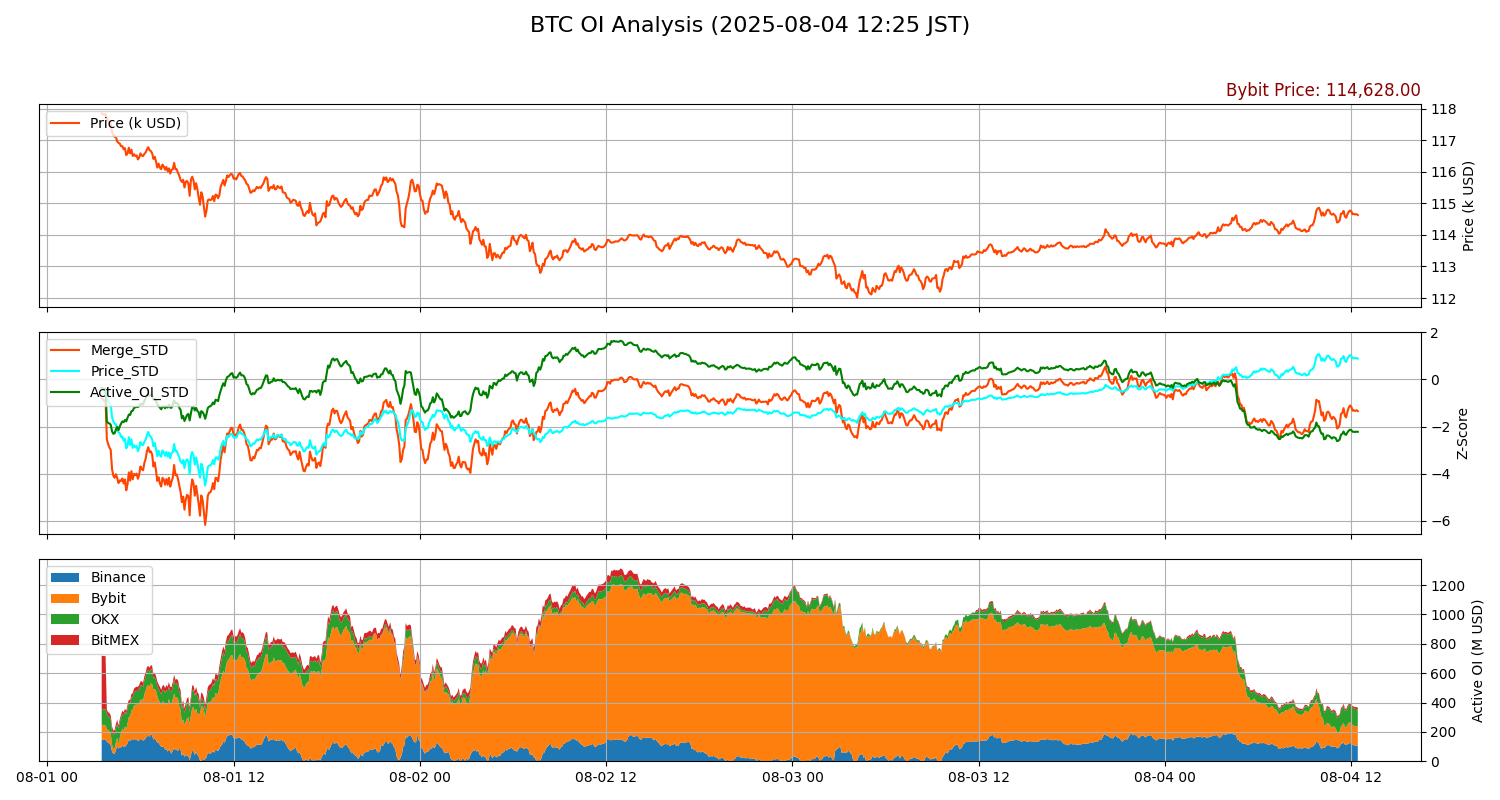 BTC OI Analysis (2025-08-04 12:25 JST)
Bybit Price: 114,628.00
Price (k USD)
118
117
116
115
114
113
112
Price (k USD)
Merge_STD
Price_STD
Active_OI_STD
2
0
−2
−4
−6
Z-Score
Binance
Bybit
OKX
BitMEX
1200
1000
800
600
400
200
0
Active OI (M USD)
08-01 00
08-01 12
08-02 00
08-02 12
08-03 00
08-03 12
08-04 00
08-04 12